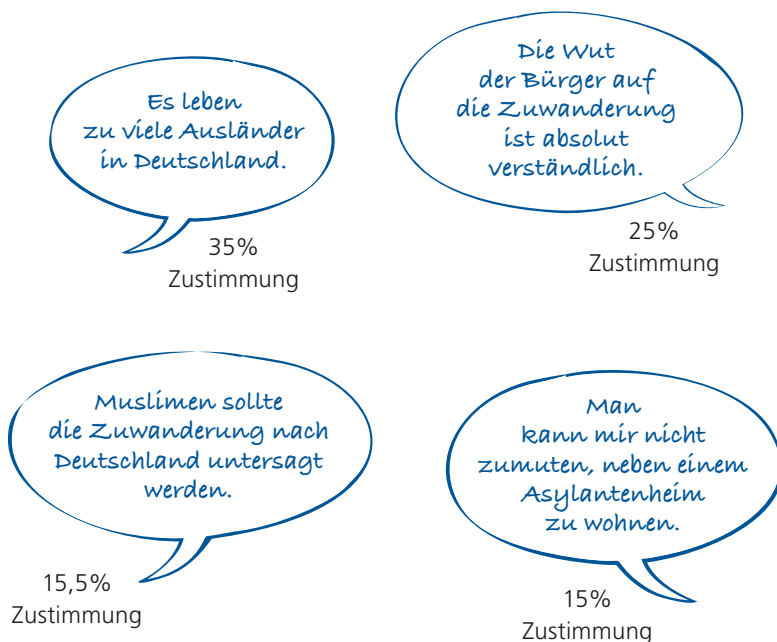 Es leben
zu viele Ausländer
in Deutschland.
35%
Zustimmung
Die Wut
der Bürger auf
die Zuwanderung
ist absolut
verständlich.
25%
Zustimmung
Muslimen sollte
die Zuwanderung nach
Deutschland untersagt
werden.
15,5%
Zustimmung
Man
kann mir nicht
zumuten, neben einem
Asylantenheim
zu wohnen.
15%
Zustimmung